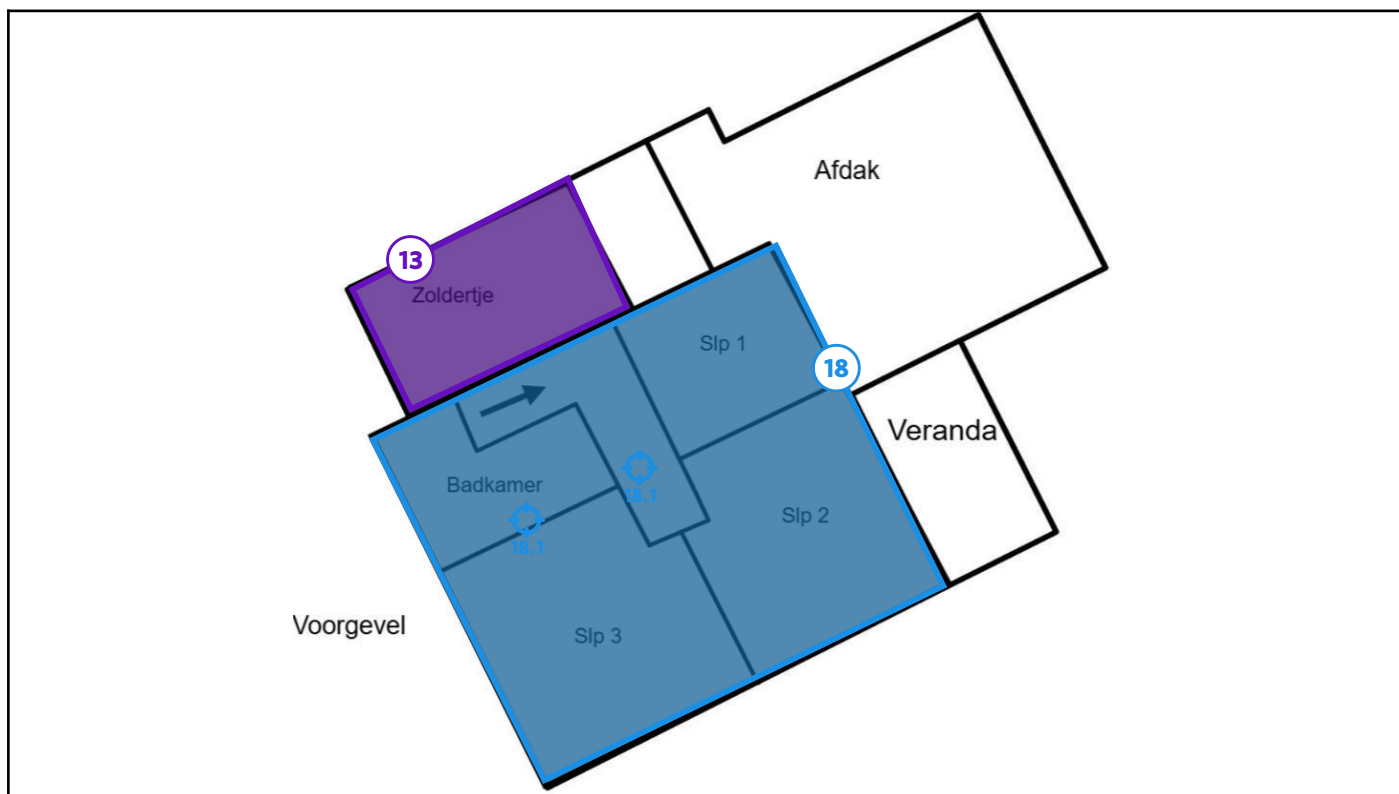 Afdak
13
Zoldertje
Slp 1
18
Veranda
Badkamer
18.1
Slp 2
18.1
Voorgevel
Slp 3